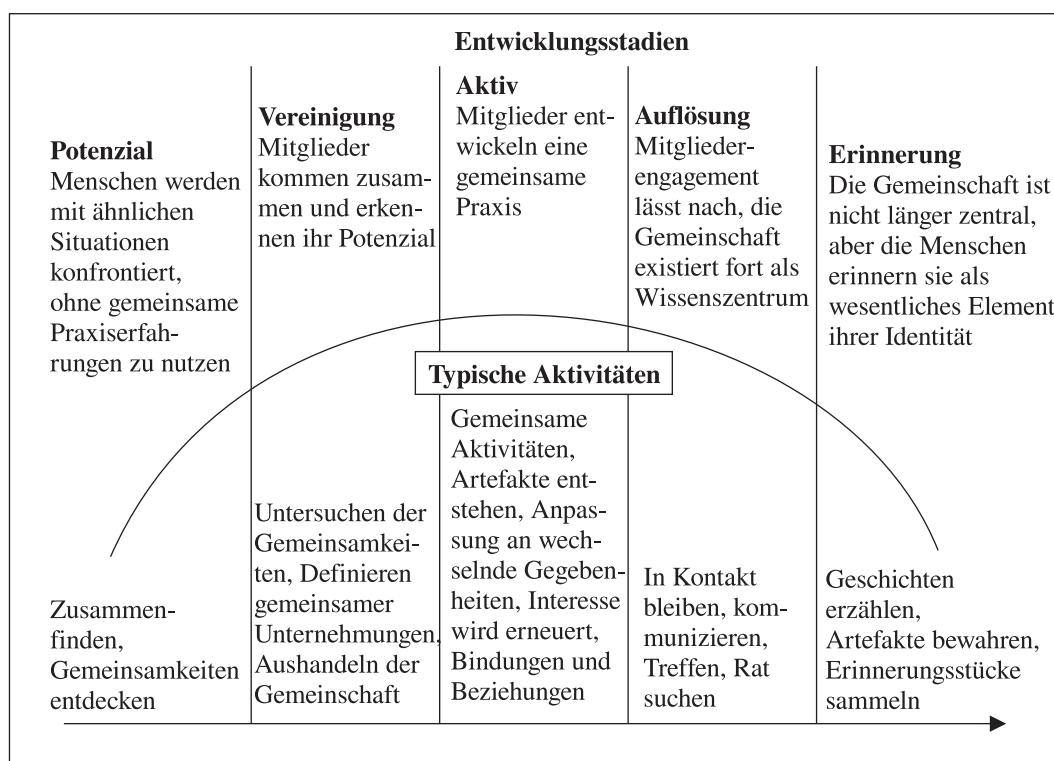 Entwicklungsstadien
Potenzial
Menschen werden
mit ähnlichen
Situationen
konfrontiert,
ohne gemeinsame
Praxiserfah-
rungen zu nutzen
Vereinigung
Mitglieder
kommen zusam-
men und erken-
nen ihr Potenzial
Aktiv
Mitglieder ent-
wickeln eine
gemeinsame
Praxis
Auflösung
Mitglieder-
engagement
lässt nach, die
Gemeinschaft
existiert fort als
Wissenszentrum
Erinnerung
Die Gemeinschaft ist
nicht länger zentral,
aber die Menschen
erinnern sie als
wesentliches Element
ihrer Identität
Typische Aktivitäten
Zusammen-
finden,
Gemeinsamkeiten
entdecken
Untersuchen der
Gemeinsamkei-
ten, Definieren
gemeinsamer
Unternehmungen,
Aushandeln der
Gemeinschaft
Gemeinsame
Aktivitäten,
Artefakte ent-
stehen, Anpas-
sung an wech-
selnde Gegeben-
heiten, Interesse
wird erneuert,
Bindungen und
Beziehungen
In Kontakt
bleiben, kom-
munizieren,
Treffen, Rat
suchen
Geschichten
erzählen,
Artefakte bewahren,
Erinnerungsstücke
sammeln